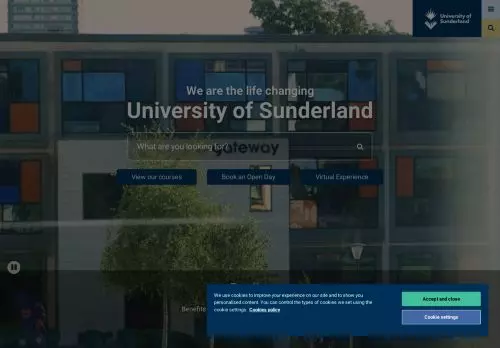 University of
Sunderland
We are the life changing
University of Sunderland
What are you looking for?
gateway
View our courses
Book an Open Day
Virtual Experience
Benefits
We use cookies to improve your experience on our site and to show you
personalised content. You can control the types of cookies we set using the
cookie settings. Cookies policy
Accept and close
Cookie settings